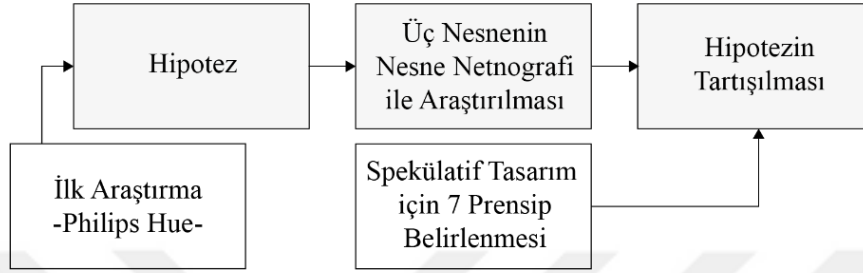 Hipotez
Üç Nesnenin
Nesne Netnografi
ile Araştırılması
Hipotezin
Tartışılması
İlk Araştırma
-Philips Hue-
Spekülatif Tasarım
için 7 Prensip
Belirlenmesi